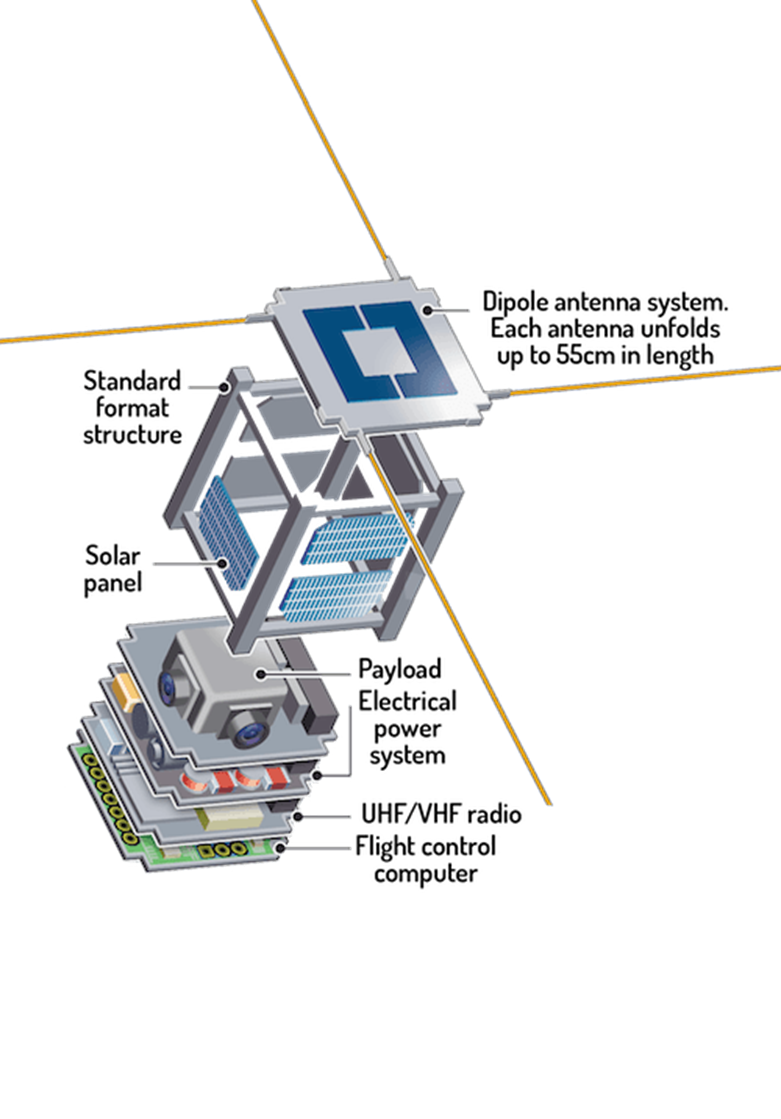 Dipole antenna system.
Each antenna unfolds
up to 55cm in length
Standard
format
structure
Solar
panel
Payload
Electrical
power
system
UHF/VHF radio
Flight control
computer